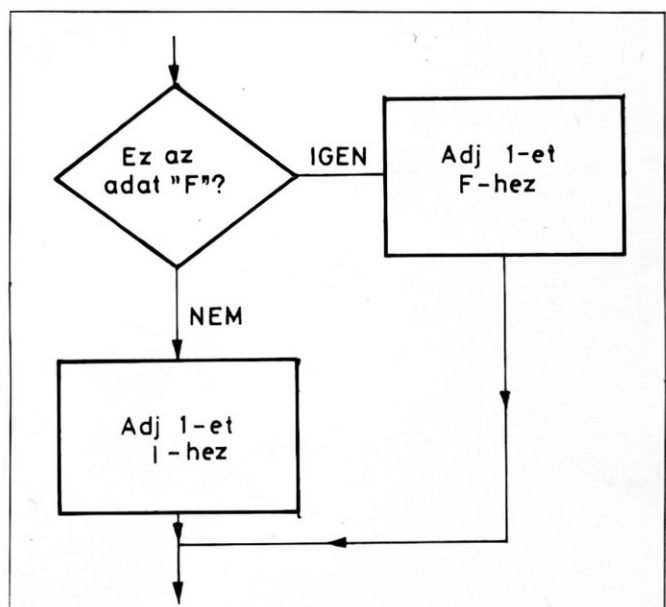 Ez az
adat "F"?
IGEN
Adj 1-et
F-hez
NEM
Adj 1-et
I-hez